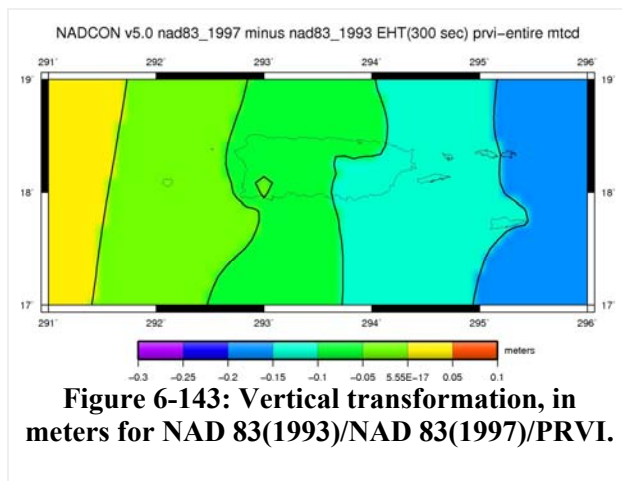 NADCON v5.0 nad83_1997 minus nad83_1993 EHT(300 sec) prvi-entire mtcd
291° 292° 293° 294° 295° 296°
19° 19°
18° 18°
17° 17°
291° 292° 293° 294° 295° 296°
meters
−0.3 −0.25 −0.2 −0.15 −0.1 −0.05 5.55E−17 0.05 0.1
Figure 6-143: Vertical transformation, in
meters for NAD 83(1993)/NAD 83(1997)/PRVI.